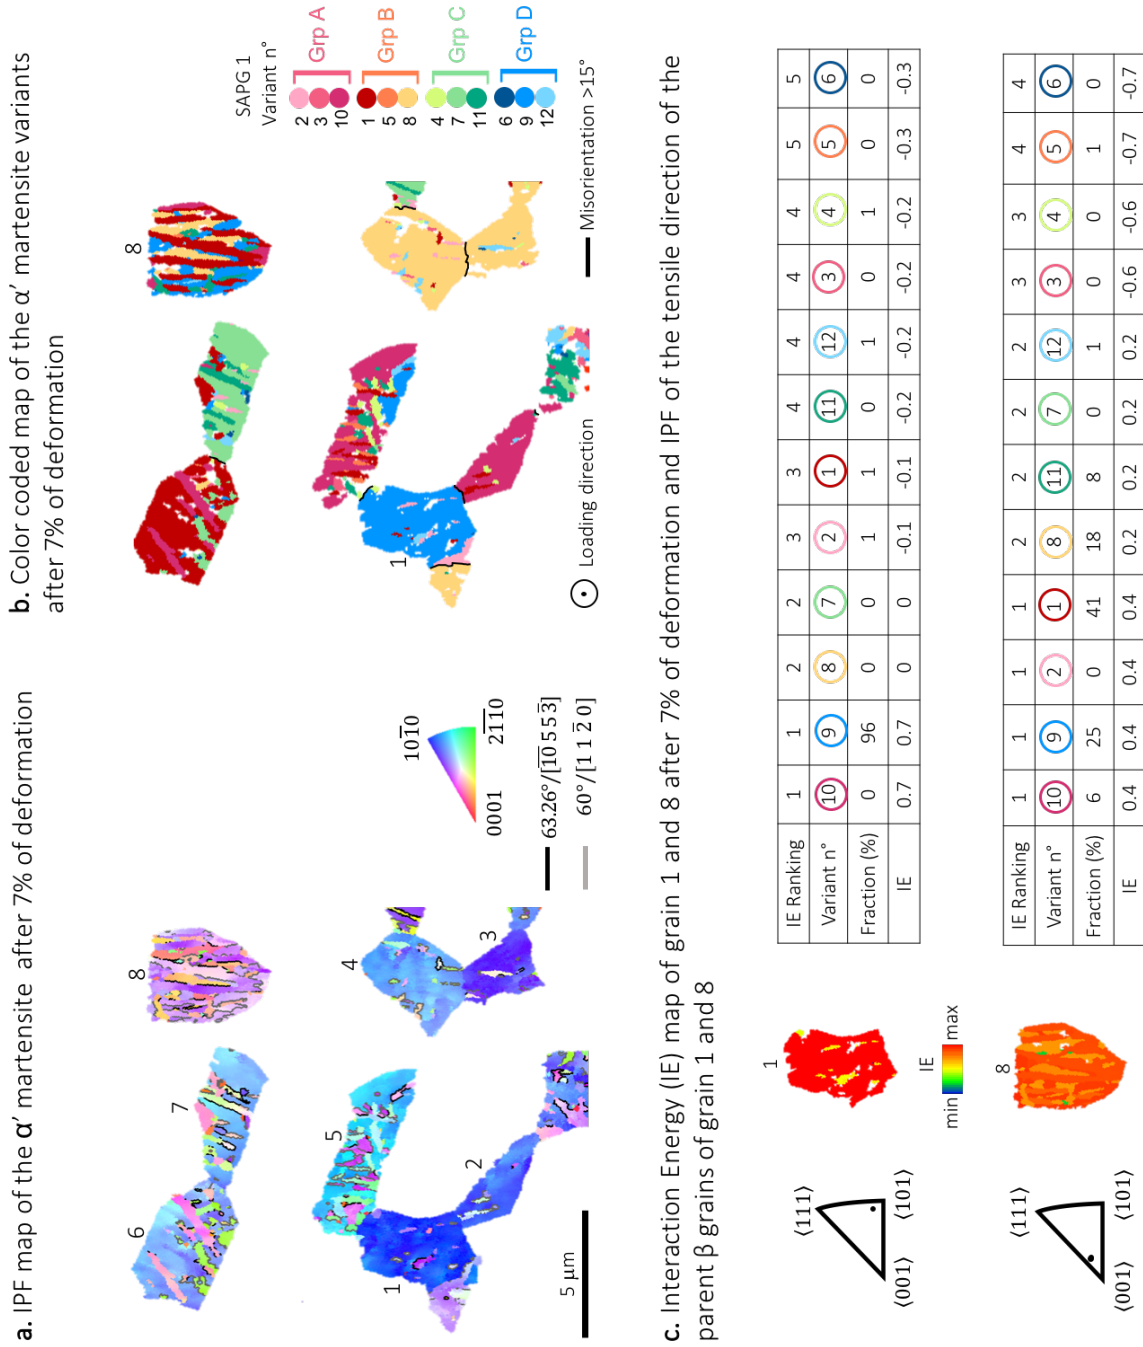 a. IPF map of the α′ martensite after 7% of deformation
6
7
8
1
5
2
4
3
5 µm
101̅0
0001
21̅1̅0
63.26°/[1̅0̅ 5 5 3̅]
60°/[1 1 2̅ 0]
b. Color coded map of the α′ martensite variants
after 7% of deformation
8
1
Loading direction
Misorientation >15°
SAPG 1
Variant n°
2
3
10
Grp A
1
5
8
Grp B
4
7
11
Grp C
6
9
12
Grp D
c. Interaction Energy (IE) map of grain 1 and 8 after 7% of deformation and IPF of the tensile direction of the
parent β grains of grain 1 and 8
⟨111⟩
⟨001⟩ ⟨101⟩
1
IE
min max
IE Ranking 1 1 2 2 3 3 4 4 4 4 5 5
Variant n° 10 9 8 7 2 1 11 12 3 4 5 6
Fraction (%) 0 96 0 0 1 1 0 1 0 1 0 0
IE 0.7 0.7 0 0 -0.1 -0.1 -0.2 -0.2 -0.2 -0.2 -0.3 -0.3
⟨111⟩
⟨001⟩ ⟨101⟩
8
IE Ranking 1 1 1 1 2 2 2 2 3 3 4 4
Variant n° 10 9 2 1 8 11 7 12 3 4 5 6
Fraction (%) 6 25 0 41 18 8 0 1 0 0 1 0
IE 0.4 0.4 0.4 0.4 0.2 0.2 0.2 0.2 -0.6 -0.6 -0.7 -0.7